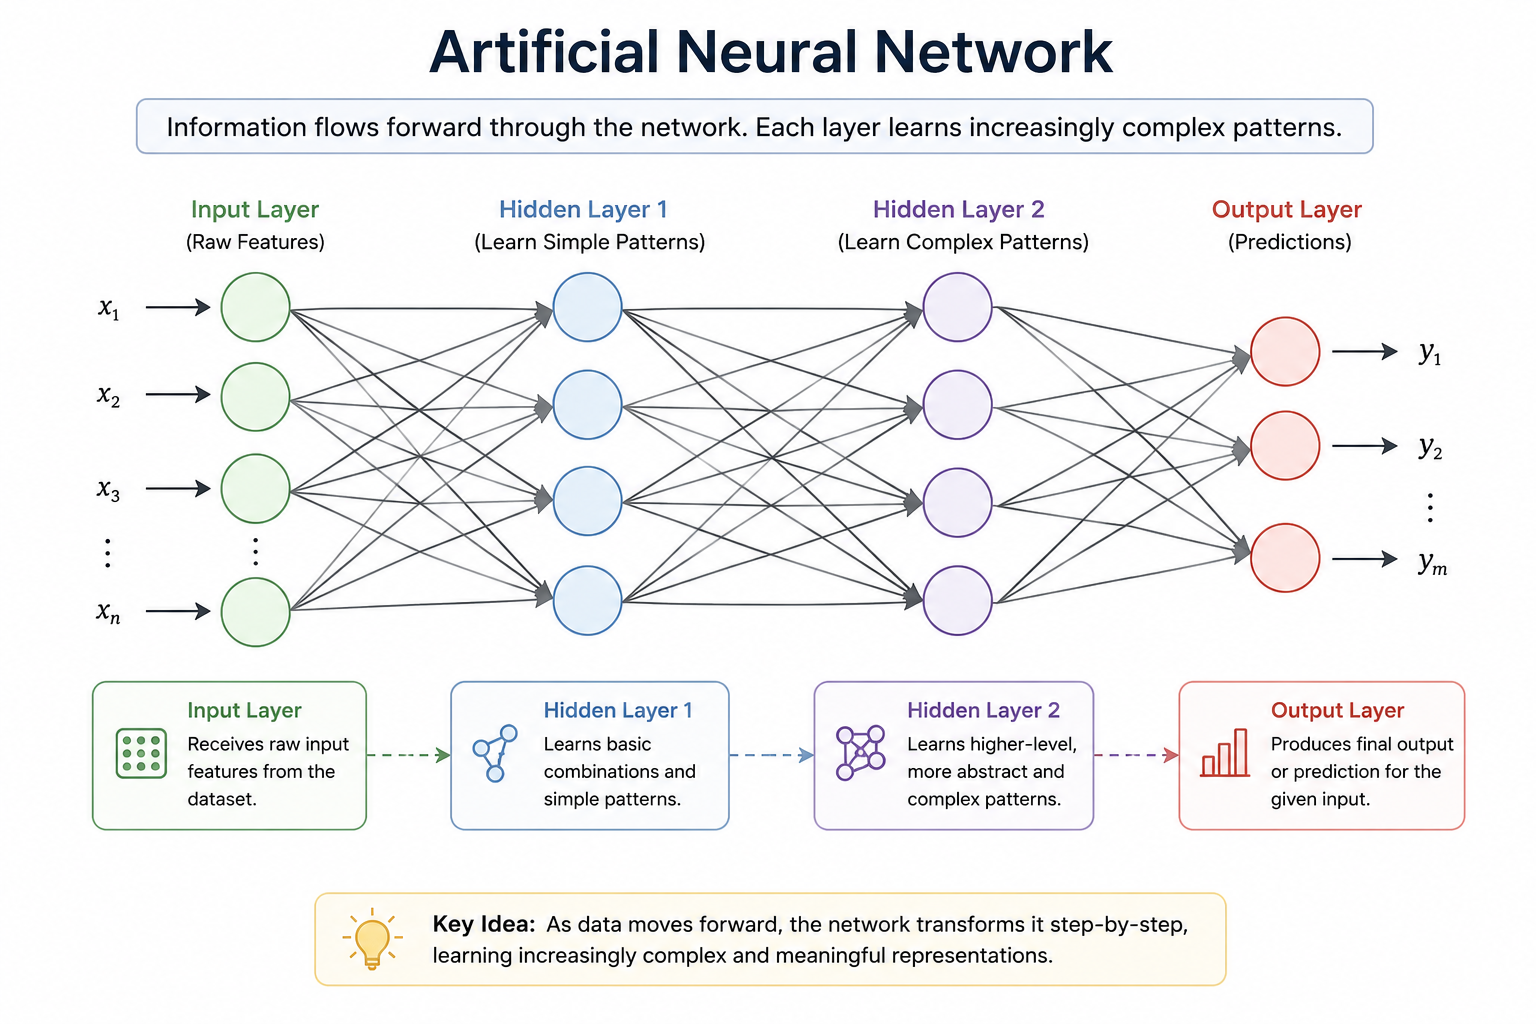 Artificial Neural Network
Information flows forward through the network. Each layer learns increasingly complex patterns.
Input Layer
(Raw Features)
Hidden Layer 1
(Learn Simple Patterns)
Hidden Layer 2
(Learn Complex Patterns)
Output Layer
(Predictions)
x₁
x₂
x₃
⋮
xₙ
⋮
y₁
y₂
⋮
yₘ
Input Layer
Receives raw input
features from the
dataset.
Hidden Layer 1
Learns basic
combinations and
simple patterns.
Hidden Layer 2
Learns higher-level,
more abstract and
complex patterns.
Output Layer
Produces final output
or prediction for the
given input.
Key Idea: As data moves forward, the network transforms it step-by-step,
learning increasingly complex and meaningful representations.